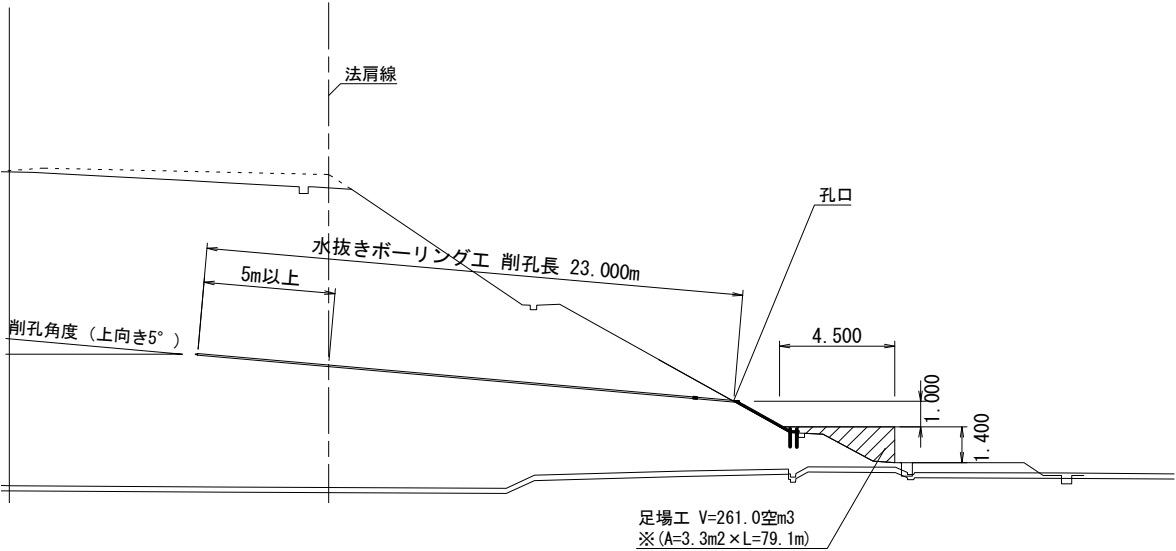 法肩線
孔口
水抜きボーリング工 削孔長 23.000m
5m以上
削孔角度（上向き5°）
4.500
1.000
1.400
足場工 V=261.0空m3
※(A=3.3m2×L=79.1m)